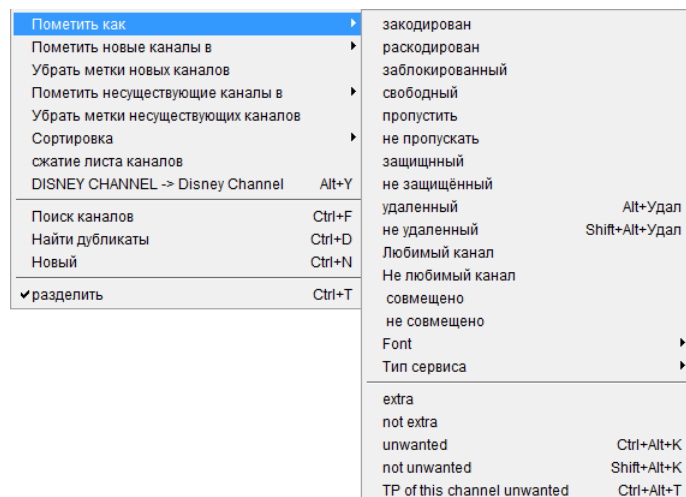 Пометить как
Пометить новые каналы в
Убрать метки новых каналов
Пометить несуществующие каналы в
Убрать метки несуществующих каналов
Сортировка
сжатие листа каналов
DISNEY CHANNEL -> Disney Channel Alt+Y
Поиск каналов Ctrl+F
Найти дубликаты Ctrl+D
Новый Ctrl+N
разделить Ctrl+T
закодирован
раскодирован
заблокированный
свободный
пропустить
не пропускать
защищнный
не защищённый
удаленный Alt+Удал
не удаленный Shift+Alt+Удал
Любимый канал
Не любимый канал
совмещено
не совмещено
Font
Тип сервиса
extra
not extra
unwanted Ctrl+Alt+K
not unwanted Shift+Alt+K
TP of this channel unwanted Ctrl+Alt+T